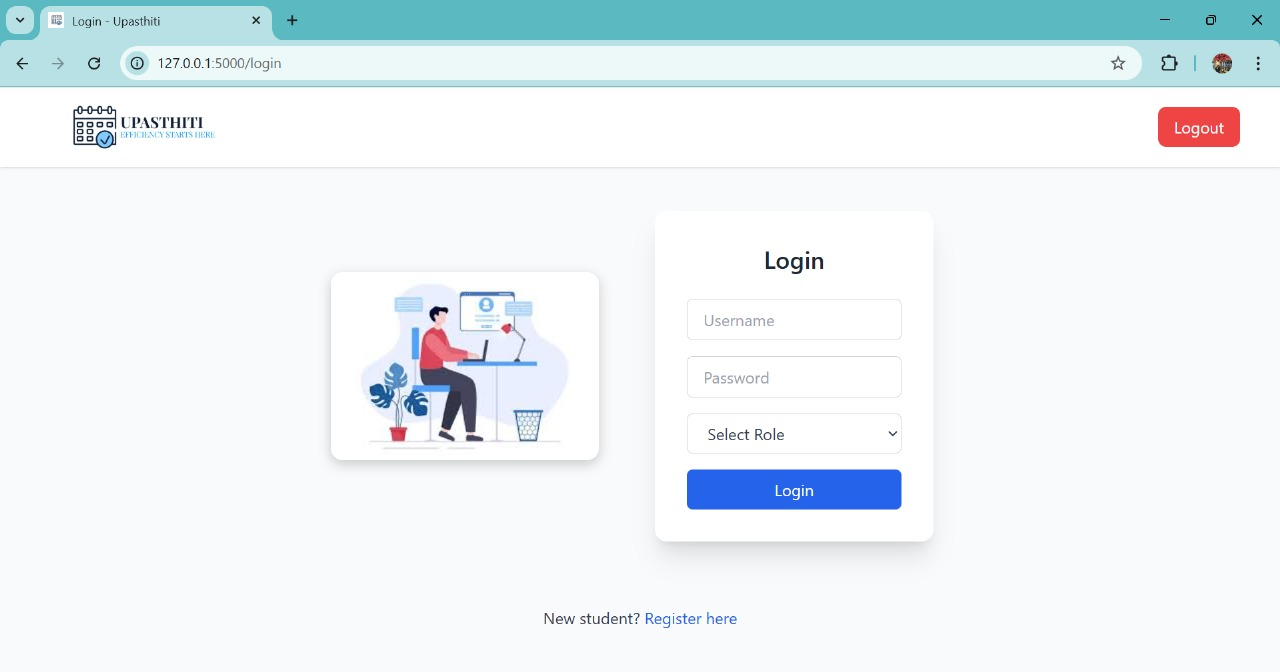 Login - Upasthiti
127.0.0.1:5000/login
UPASTHITI
EFFICIENCY STARTS HERE
Logout
Login
Username
Password
Select Role
Login
New student? Register here